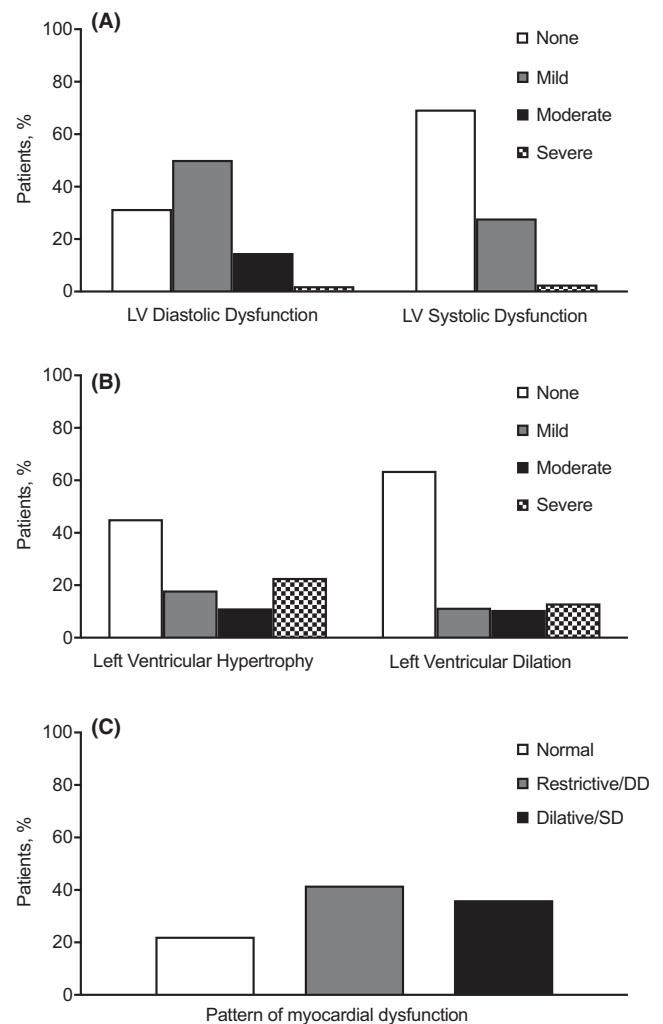 (A)
100
80
60
40
20
0
Patients, %
None
Mild
Moderate
Severe
LV Diastolic Dysfunction
LV Systolic Dysfunction
(B)
100
80
60
40
20
0
Patients, %
None
Mild
Moderate
Severe
Left Ventricular Hypertrophy
Left Ventricular Dilation
(C)
100
80
60
40
20
0
Patients, %
Normal
Restrictive/DD
Dilative/SD
Pattern of myocardial dysfunction